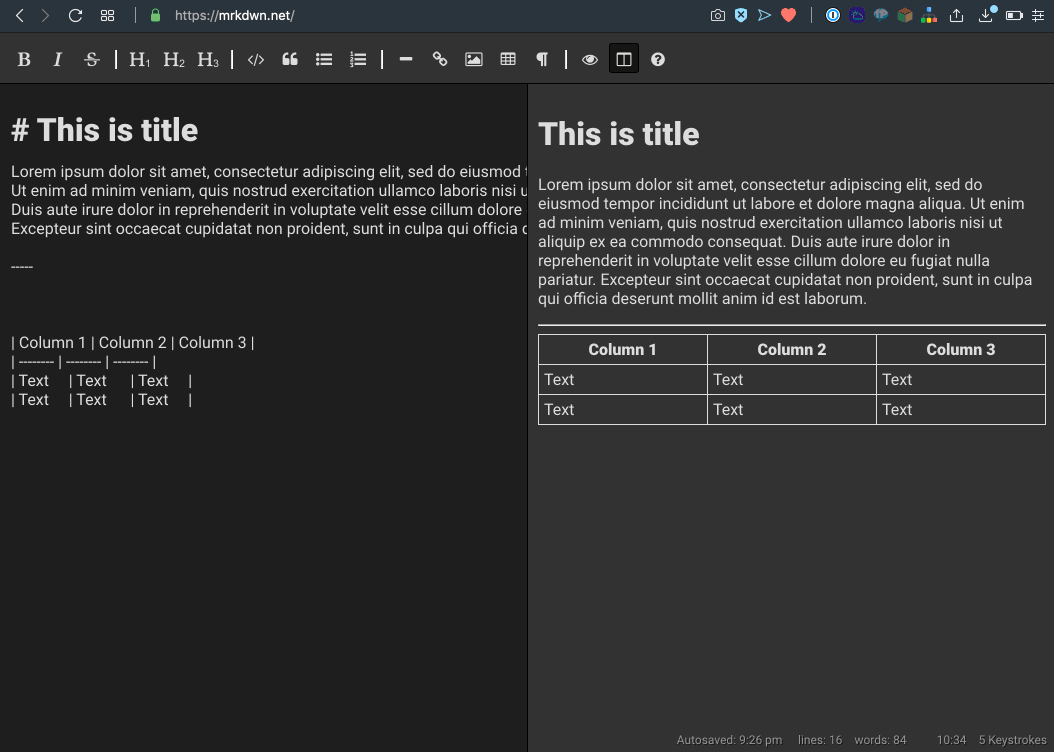 https://mrkdwn.net/
B I S H1 H2 H3
# This is title
Lorem ipsum dolor sit amet, consectetur adipiscing elit, sed do eiusmod
Ut enim ad minim veniam, quis nostrud exercitation ullamco laboris nisi
Duis aute irure dolor in reprehenderit in voluptate velit esse cillum dolore
Excepteur sint occaecat cupidatat non proident, sunt in culpa qui officia
-----
| Column 1 | Column 2 | Column 3 |
| -------- | -------- | -------- |
| Text | Text | Text |
| Text | Text | Text |
This is title
Lorem ipsum dolor sit amet, consectetur adipiscing elit, sed do
eiusmod tempor incididunt ut labore et dolore magna aliqua. Ut enim
ad minim veniam, quis nostrud exercitation ullamco laboris nisi ut
aliquip ex ea commodo consequat. Duis aute irure dolor in
reprehenderit in voluptate velit esse cillum dolore eu fugiat nulla
pariatur. Excepteur sint occaecat cupidatat non proident, sunt in culpa
qui officia deserunt mollit anim id est laborum.
Column 1 Column 2 Column 3
Text Text Text
Text Text Text
Autosaved: 9:26 pm lines: 16 words: 84 10:34 5 Keystrokes